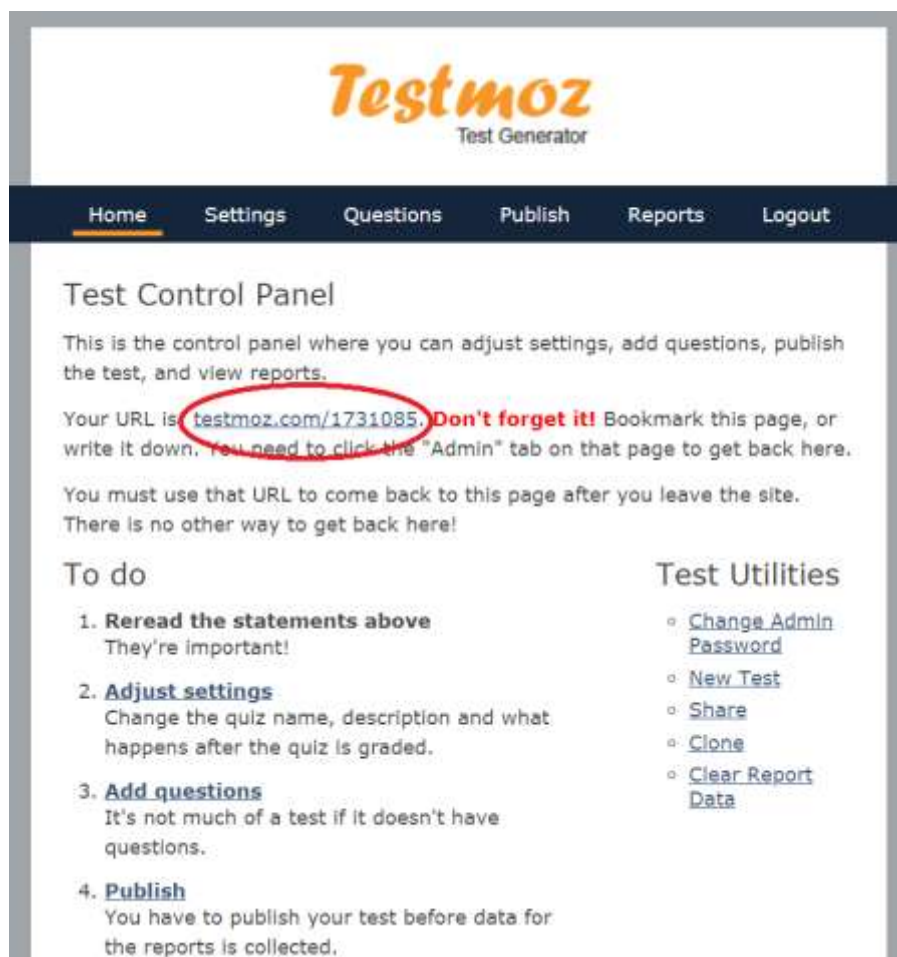 Testmoz
Test Generator
Home Settings Questions Publish Reports Logout
Test Control Panel
This is the control panel where you can adjust settings, add questions, publish
the test, and view reports.
Your URL is testmoz.com/1731085. Don't forget it! Bookmark this page, or
write it down. You need to click the "Admin" tab on that page to get back here.
You must use that URL to come back to this page after you leave the site.
There is no other way to get back here!
To do
1. Reread the statements above
They're important!
2. Adjust settings
Change the quiz name, description and what
happens after the quiz is graded.
3. Add questions
It's not much of a test if it doesn't have
questions.
4. Publish
You have to publish your test before data for
the reports is collected.
Test Utilities
Change Admin
Password
New Test
Share
Clone
Clear Report
Data